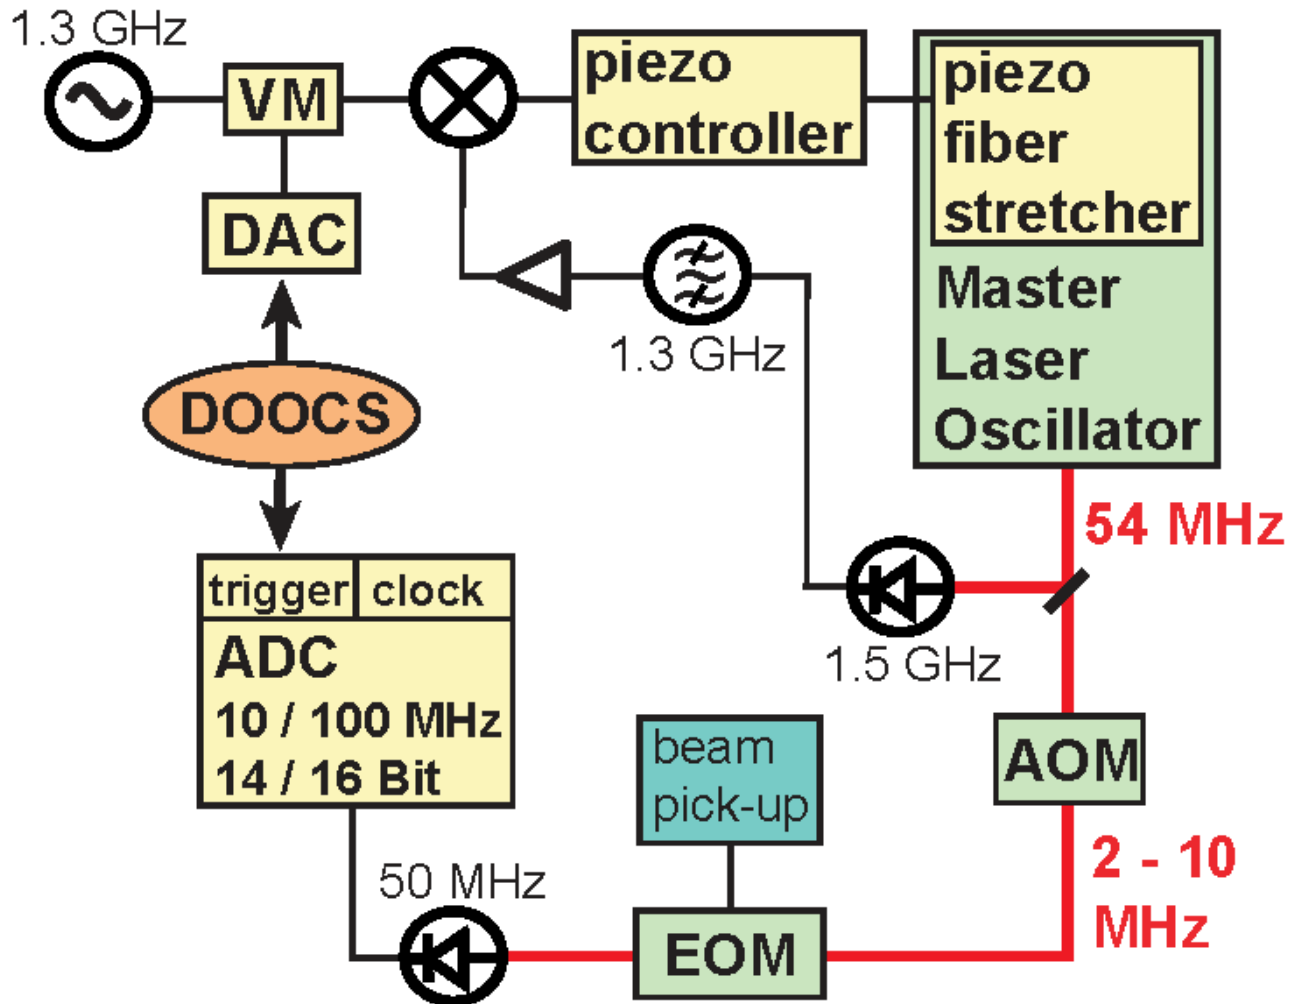 1.3 GHz
VM
piezo
controller
piezo
fiber
stretcher
DAC
Master
Laser
Oscillator
1.3 GHz
DOOCS
54 MHz
trigger
clock
ADC
10 / 100 MHz
14 / 16 Bit
1.5 GHz
beam
pick-up
AOM
2 - 10
MHz
50 MHz
EOM